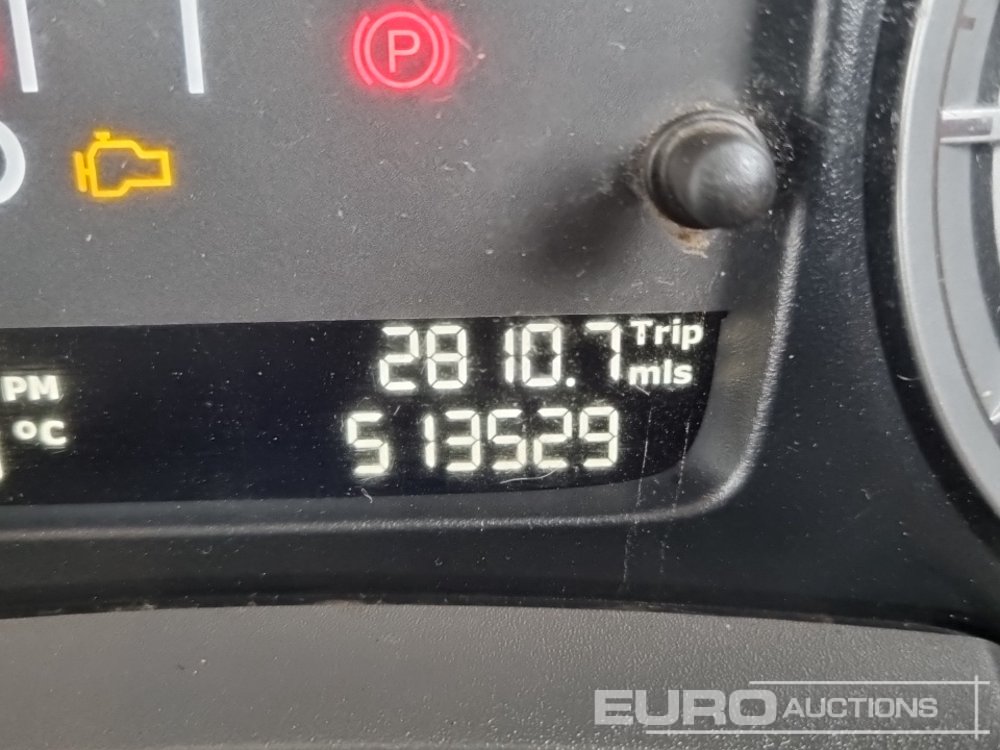 P
2810.7 Trip
mls
PM
°C
513529
EURO AUCTIONS